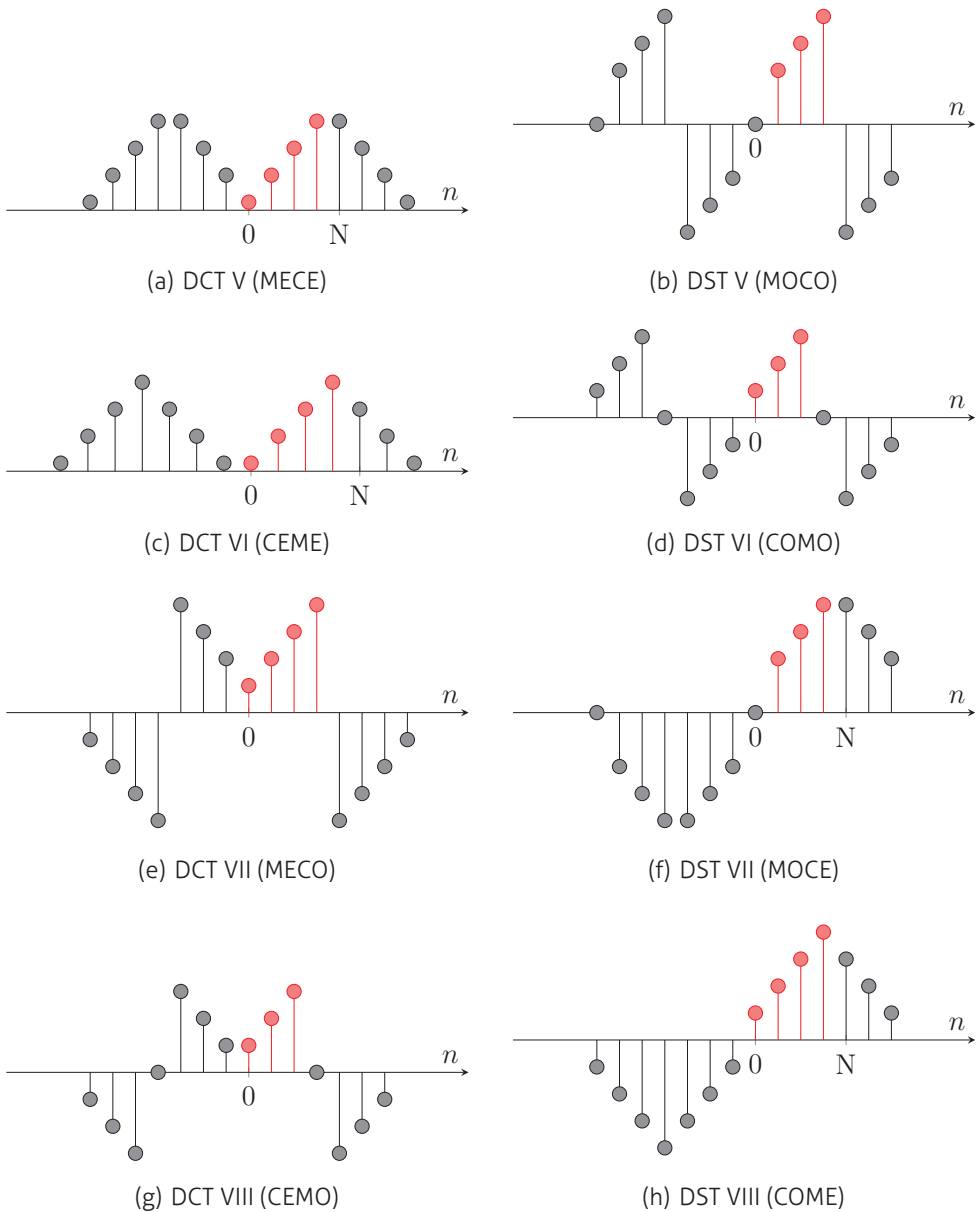 n
0 N
(a) DCT V (MECE)
n
0
(b) DST V (MOCO)
n
0 N
(c) DCT VI (CEME)
n
0
(d) DST VI (COMO)
n
0
(e) DCT VII (MECO)
n
0 N
(f) DST VII (MOCE)
n
0
(g) DCT VIII (CEMO)
n
0 N
(h) DST VIII (COME)